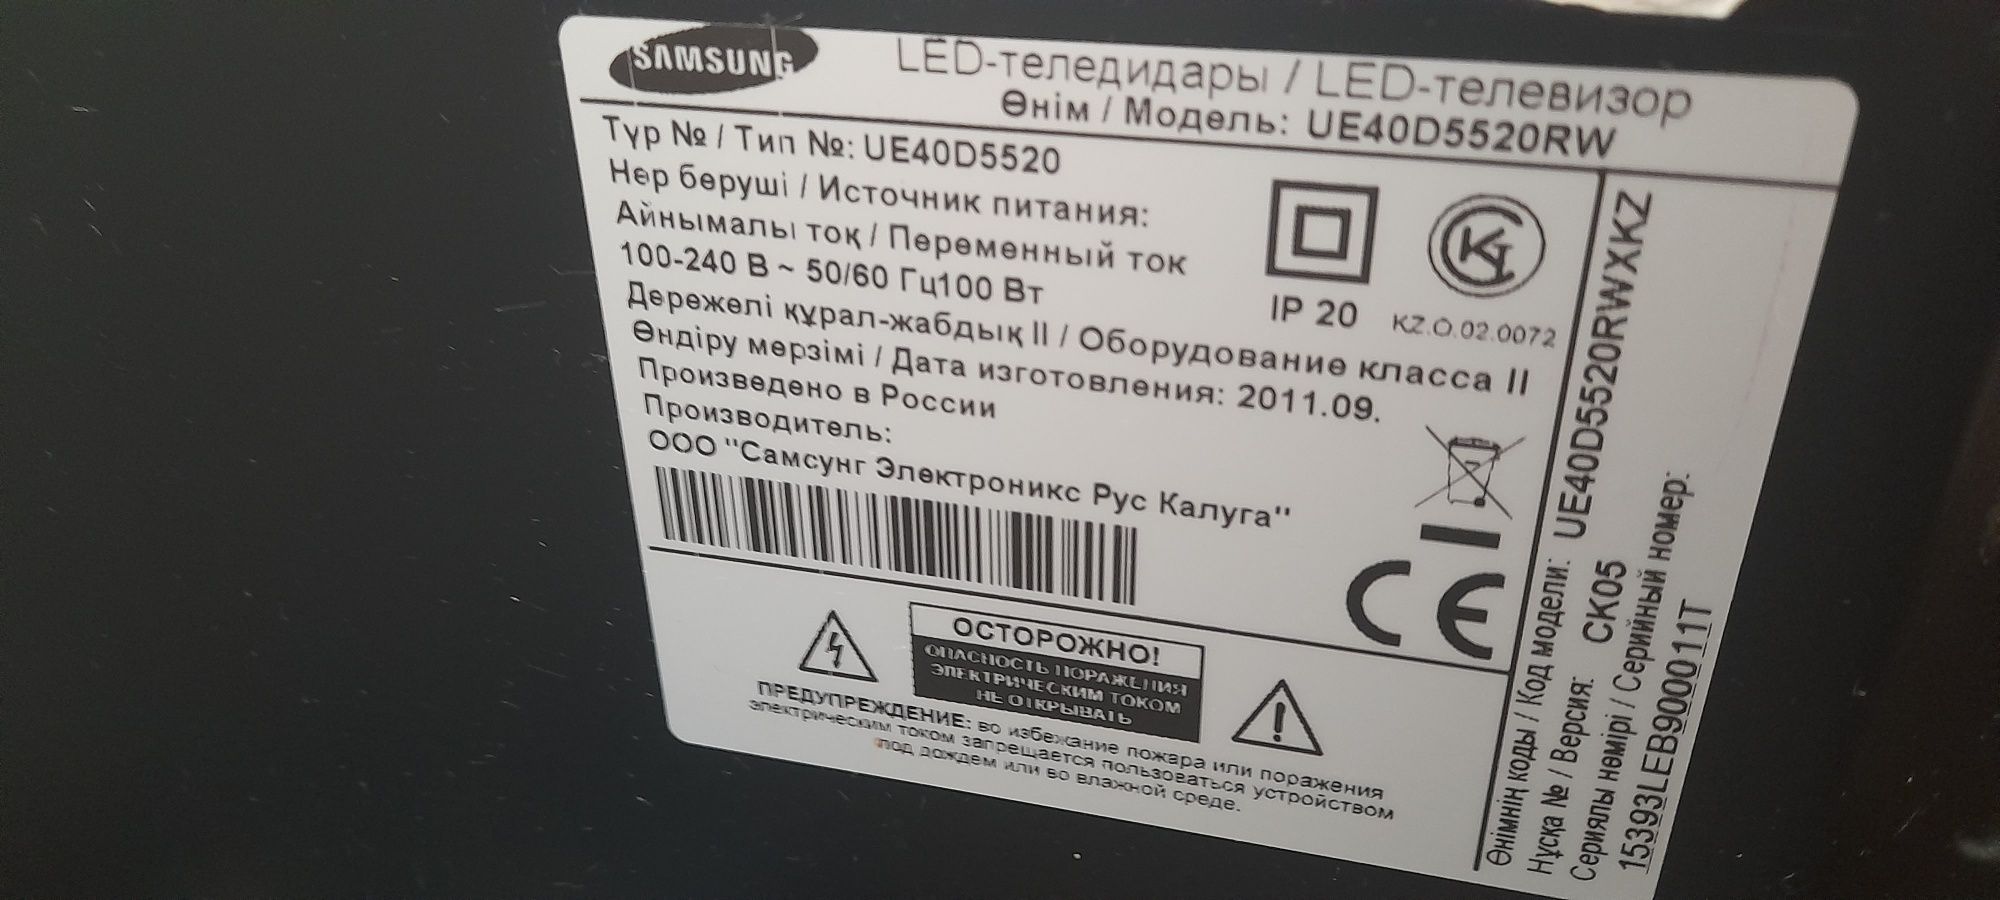 SAMSUNG
LED-теледидары / LED-телевизор
Өнім / Модель: UE40D5520RW
Түр № / Тип №: UE40D5520
Нер беруші / Источник питания:
Айнымалы тоқ / Переменный ток
100-240 В ~ 50/60 Гц100 Вт
Дережелі құрал-жабдық II / Оборудование класса II
Өндіру мерзімі / Дата изготовления: 2011.09.
Произведено в России
Производитель:
ООО "Самсунг Электроникс Рус Калуга"
IP 20
KZ.O.02.0072
CE
ОСТОРОЖНО!
ОПАСНОСТЬ ПОРАЖЕНИЯ
ЭЛЕКТРИЧЕСКИМ ТОКОМ
НЕ ОТКРЫВАТЬ
ПРЕДУПРЕЖДЕНИЕ: во избежание пожара или поражения
электрическим током запрещается пользоваться устройством
под дождем или во влажной среде.
Өнімнің коды / Код модели: UE40D5520RWXKZ
Нұсқа № / Версия: CK05
Сериялы немірі / Серийный номер:
15393LEB900011T